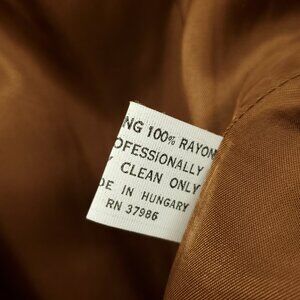 NG 100% RAYON
OFESSIONALLY
Y CLEAN ONLY
DE IN HUNGARY
RN 37986